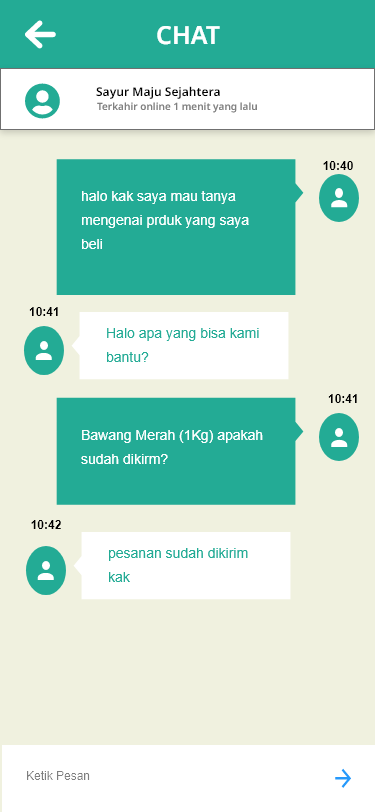 CHAT
Sayur Maju Sejahtera
Terkahir online 1 menit yang lalu
10:40
halo kak saya mau tanya
mengenai prduk yang saya
beli
10:41
Halo apa yang bisa kami
bantu?
10:41
Bawang Merah (1Kg) apakah
sudah dikirm?
10:42
pesanan sudah dikirim
kak
Ketik Pesan